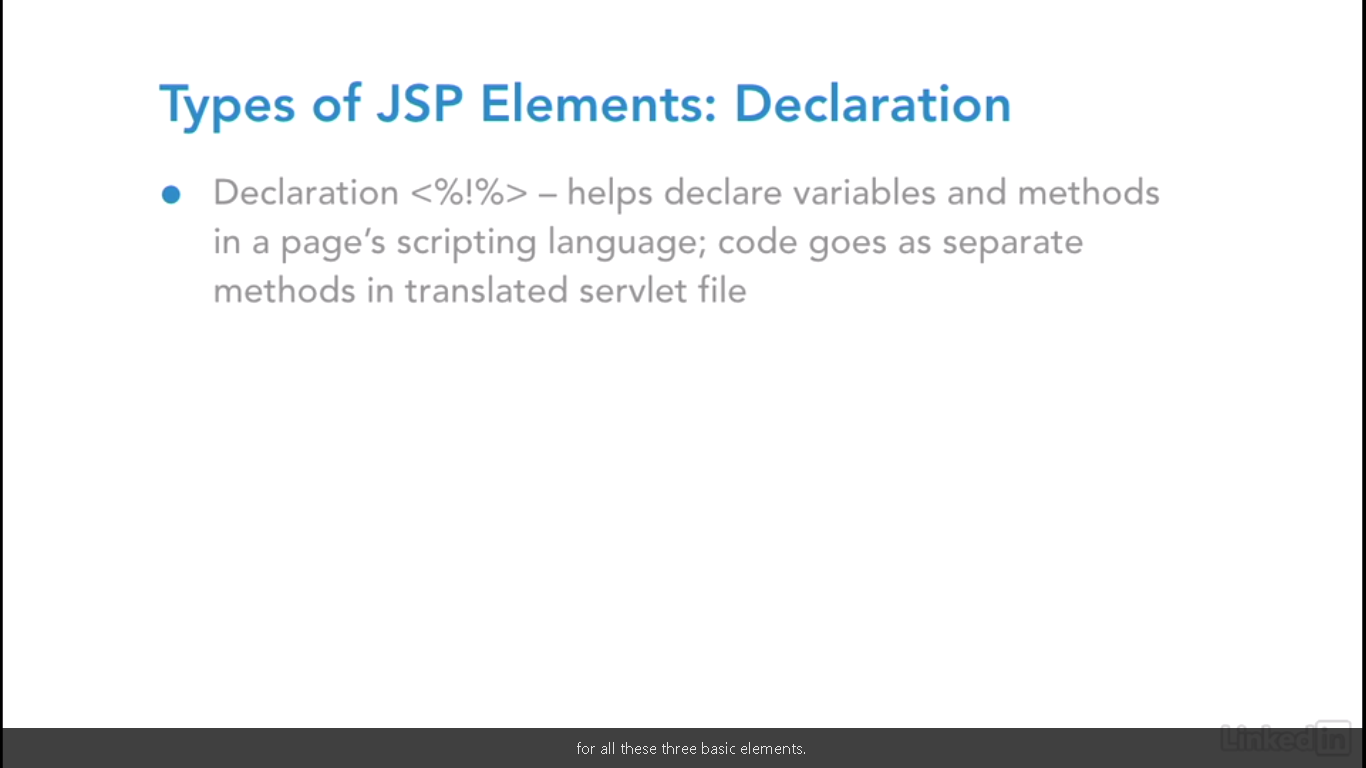 Types of JSP Elements: Declaration
● Declaration <%!%> – helps declare variables and methods
in a page’s scripting language; code goes as separate
methods in translated servlet file
Linked in
for all these three basic elements.